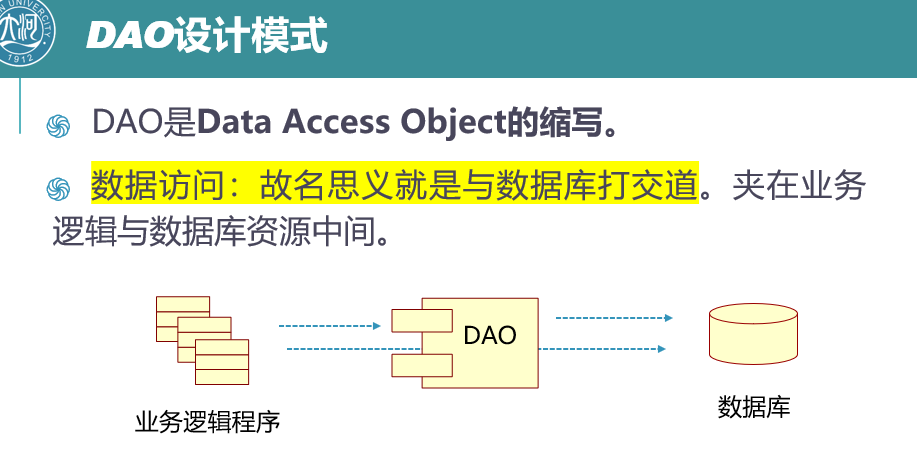 N UNIVERSITY
1912
DAO设计模式
DAO是Data Access Object的缩写。
数据访问：故名思义就是与数据库打交道。夹在业务
逻辑与数据库资源中间。
DAO
业务逻辑程序
数据库